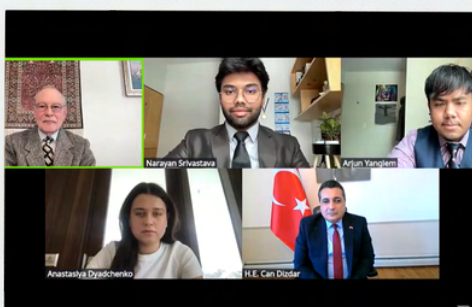 Narayan Srivastava
Arjun Yanglem
Anastasiya Dyadchenko
H.E. Can Dizdar